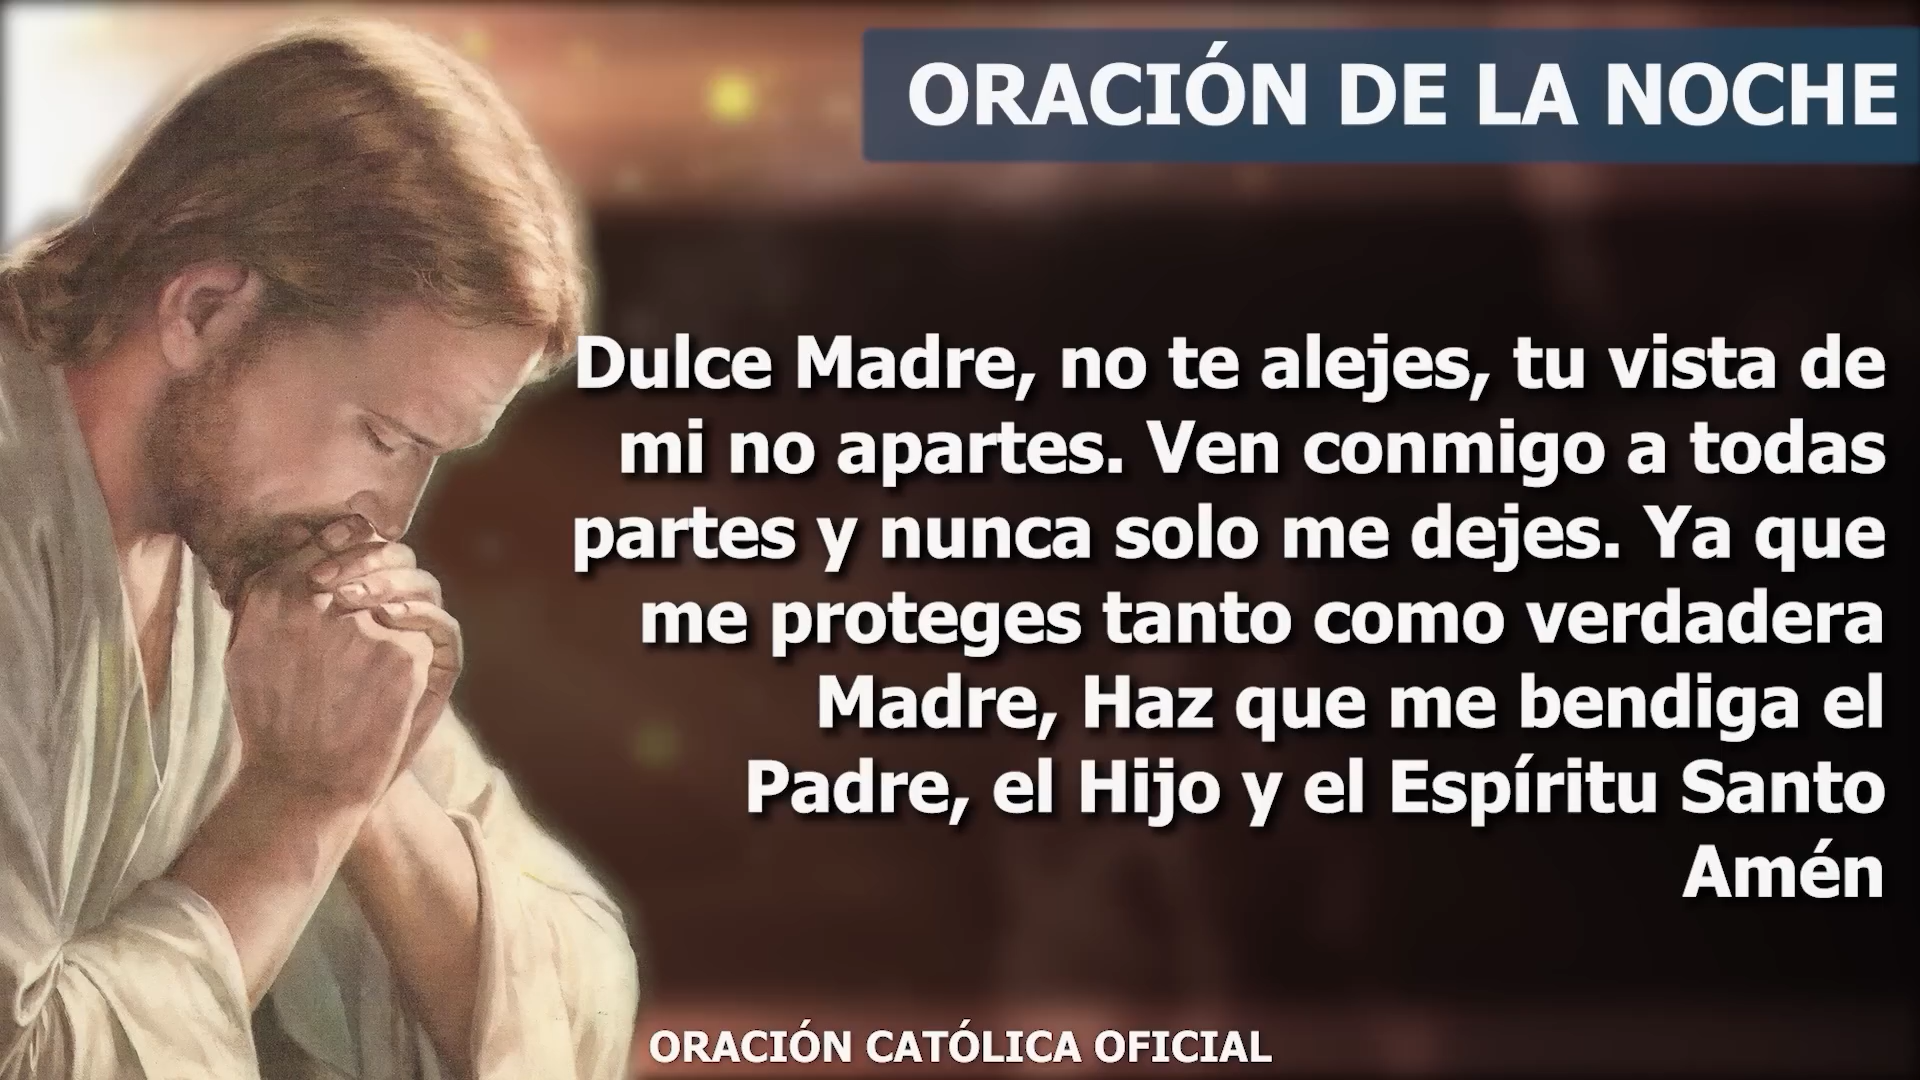 ORACIÓN DE LA NOCHE
Dulce Madre, no te alejes, tu vista de
mi no apartes. Ven conmigo a todas
partes y nunca solo me dejes. Ya que
me proteges tanto como verdadera
Madre, Haz que me bendiga el
Padre, el Hijo y el Espíritu Santo
Amén
ORACIÓN CATÓLICA OFICIAL